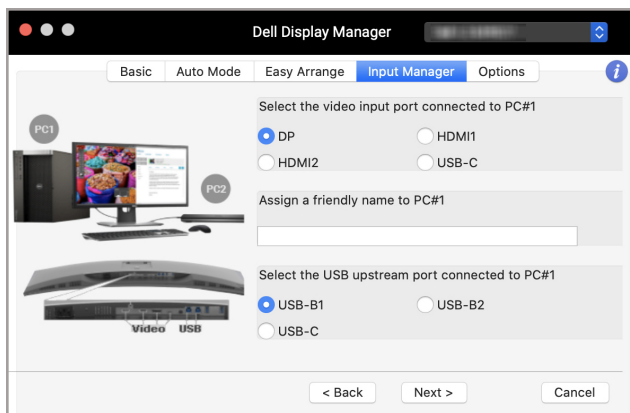 Dell Display Manager
Basic Auto Mode Easy Arrange Input Manager Options i
Select the video input port connected to PC#1
PC1
DP HDMI1
HDMI2 USB-C
PC2
Assign a friendly name to PC#1
Select the USB upstream port connected to PC#1
USB-B1 USB-B2
USB-C
Video USB
< Back Next > Cancel